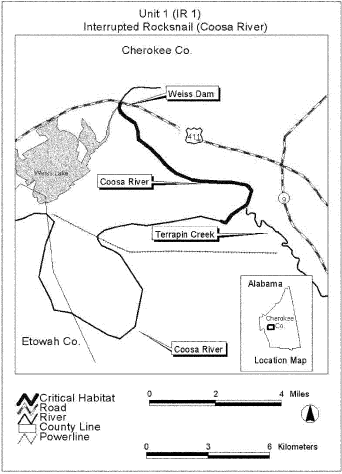 Unit 1 (IR 1)
Interrupted Rocksnail (Coosa River)
Cherokee Co.
Weiss Dam
411
Weiss Lake
Coosa River
9
Terrapin Creek
Alabama
Cherokee
Co.
Etowah Co.
Coosa River
Location Map
Critical Habitat
Road
River
County Line
Powerline
0 2 4 Miles
0 3 6 Kilometers